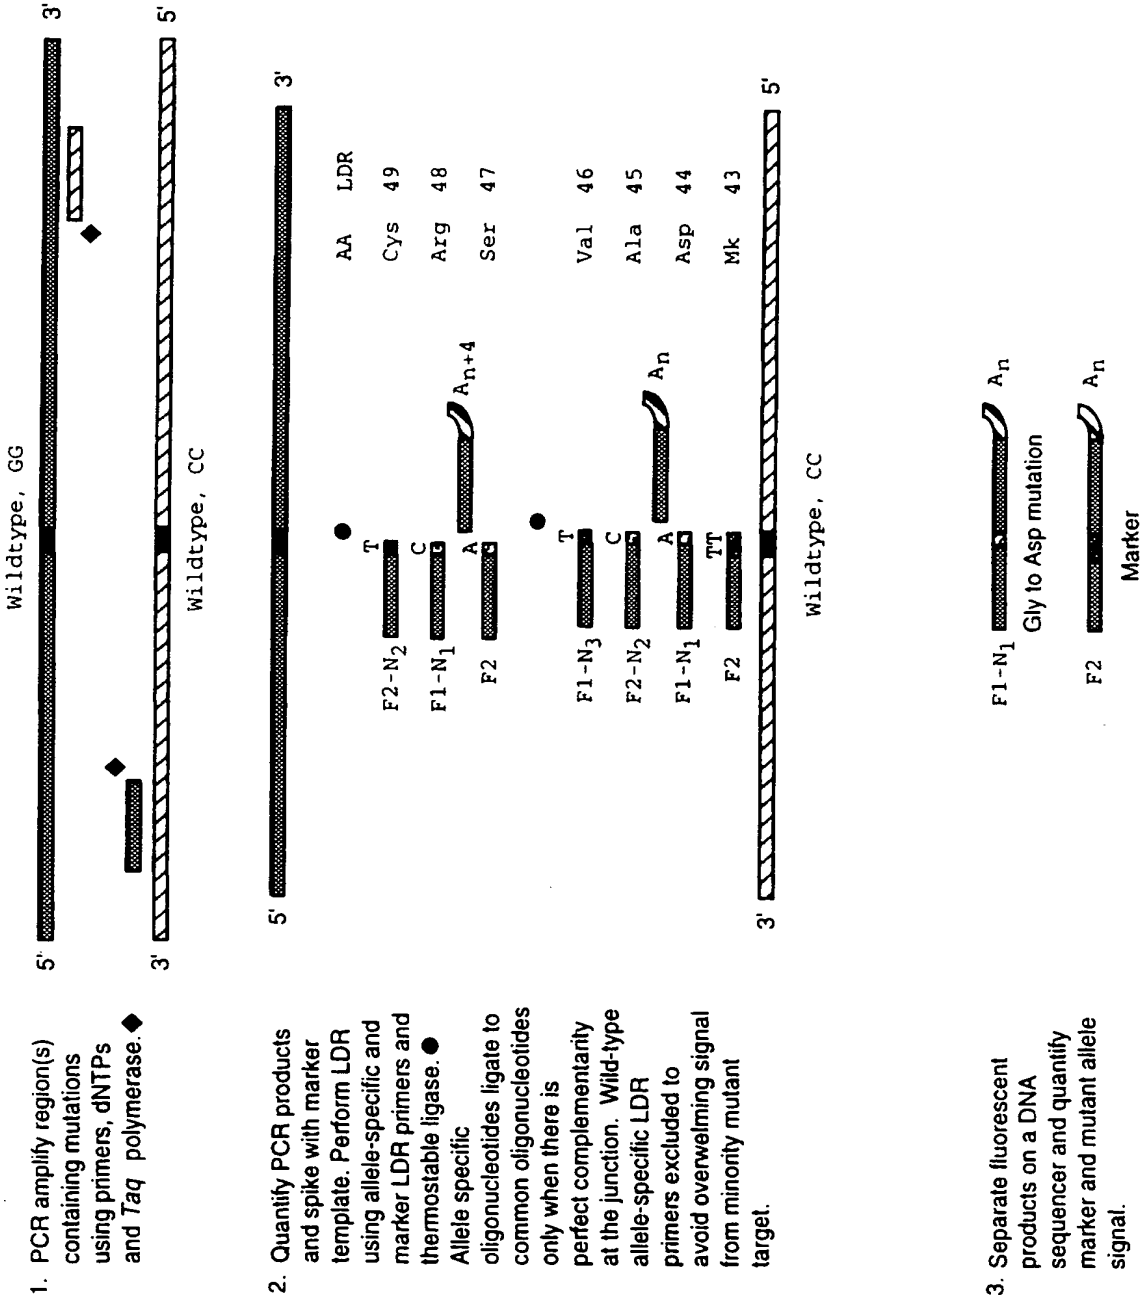 1. PCR amplify region(s)
containing mutations
using primers, dNTPs
and Taq polymerase.
Wildtype, GG
5' 3'
3' 5'
Wildtype, CC
2. Quantify PCR products
and spike with marker
template. Perform LDR
using allele-specific and
marker LDR primers and
thermostable ligase.
Allele specific
oligonucleotides ligate to
common oligonucleotides
only when there is
perfect complementarity
at the junction. Wild-type
allele-specific LDR
primers excluded to
avoid overwelming signal
from minority mutant
target.
5' 3'
AA LDR
F2-N2 T Cys 49
F1-N1 C Arg 48
An+4
F2 A Ser 47
F1-N3 T Val 46
F2-N2 C Ala 45
An
F1-N1 A Asp 44
F2 TT Mk 43
3' 5'
Wildtype, CC
3. Separate fluorescent
products on a DNA
sequencer and quantify
marker and mutant allele
signal.
F1-N1 An
Gly to Asp mutation
F2 An
Marker